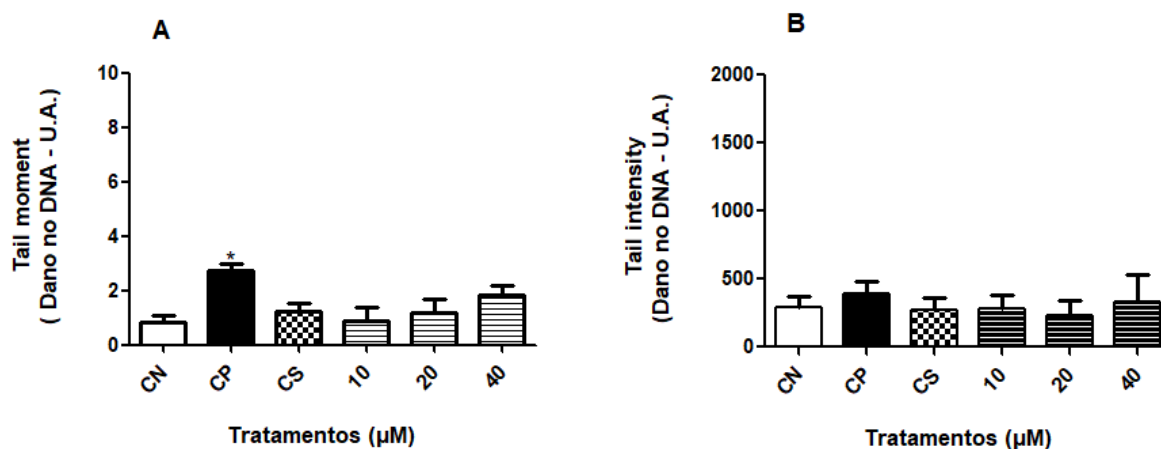 A
Tail moment
( Dano no DNA - U.A.)
10
8
6
4
2
0
*
CN
CP
CS
10
20
40
Tratamentos (µM)
B
Tail intensity
(Dano no DNA - U.A.)
2000
1500
1000
500
0
CN
CP
CS
10
20
40
Tratamentos (µM)